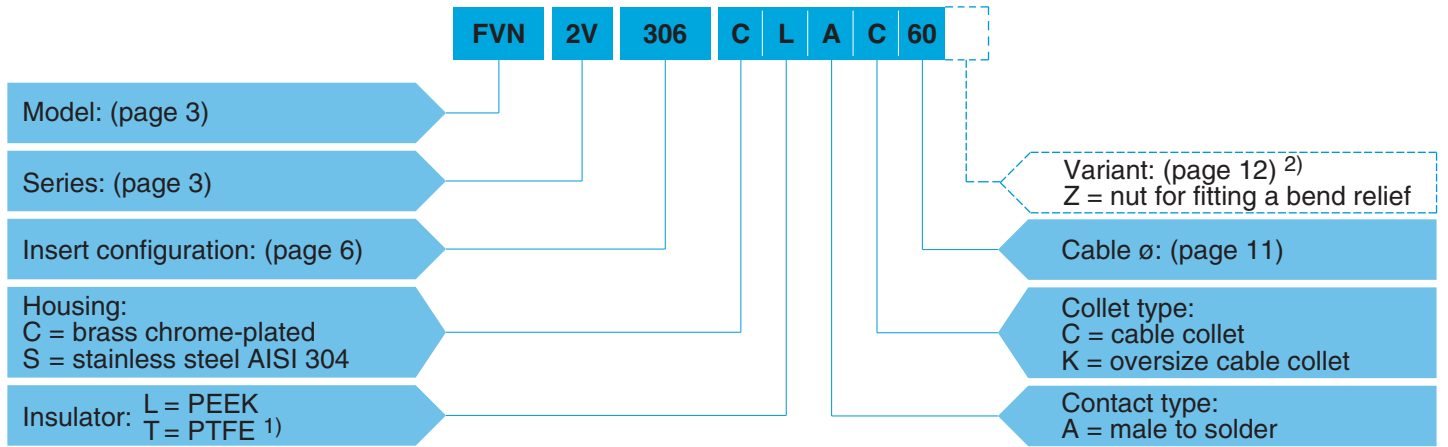 FVN 2V 306 C L A C 60
Model: (page 3)
Series: (page 3)
Insert configuration: (page 6)
Housing:
C = brass chrome-plated
S = stainless steel AISI 304
Insulator: L = PEEK
T = PTFE 1)
Variant: (page 12) 2)
Z = nut for fitting a bend relief
Cable ø: (page 11)
Collet type:
C = cable collet
K = oversize cable collet
Contact type:
A = male to solder